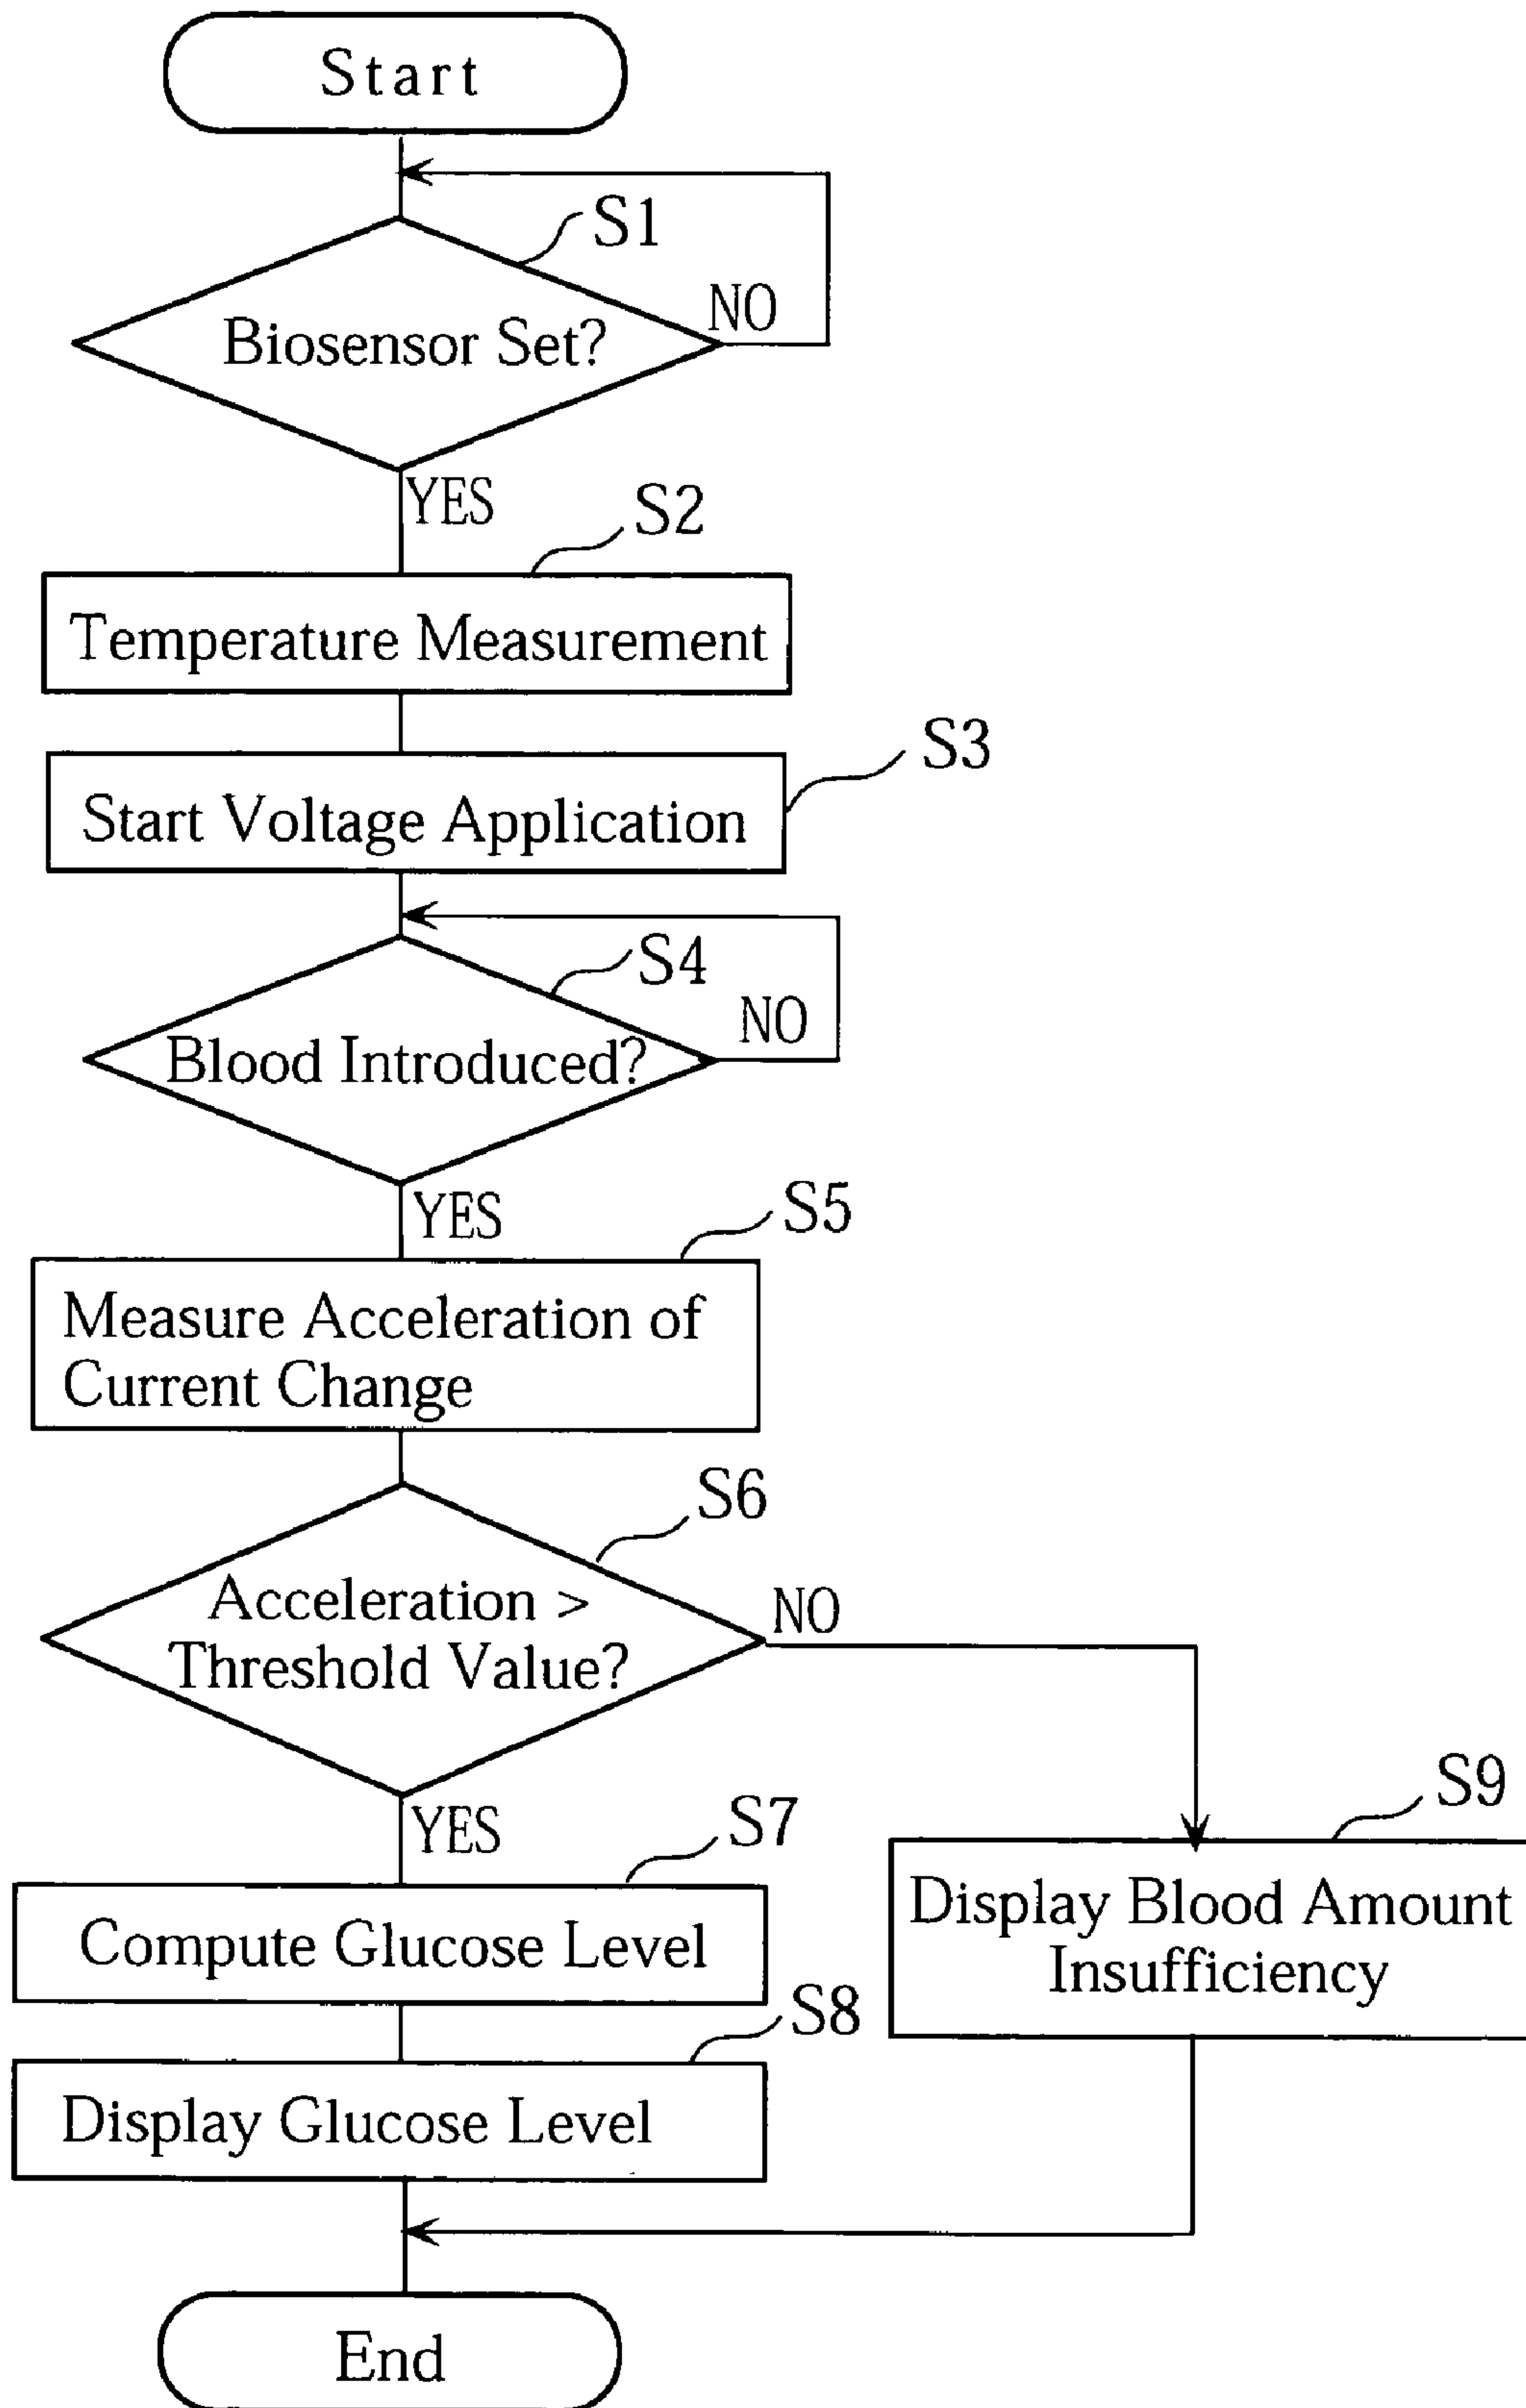 Start
S1
NO
Biosensor Set?
YES
S2
Temperature Measurement
S3
Start Voltage Application
S4
NO
Blood Introduced?
YES
S5
Measure Acceleration of
Current Change
S6
Acceleration >
Threshold Value?
NO
YES
S7
Compute Glucose Level
S9
Display Blood Amount
Insufficiency
S8
Display Glucose Level
End